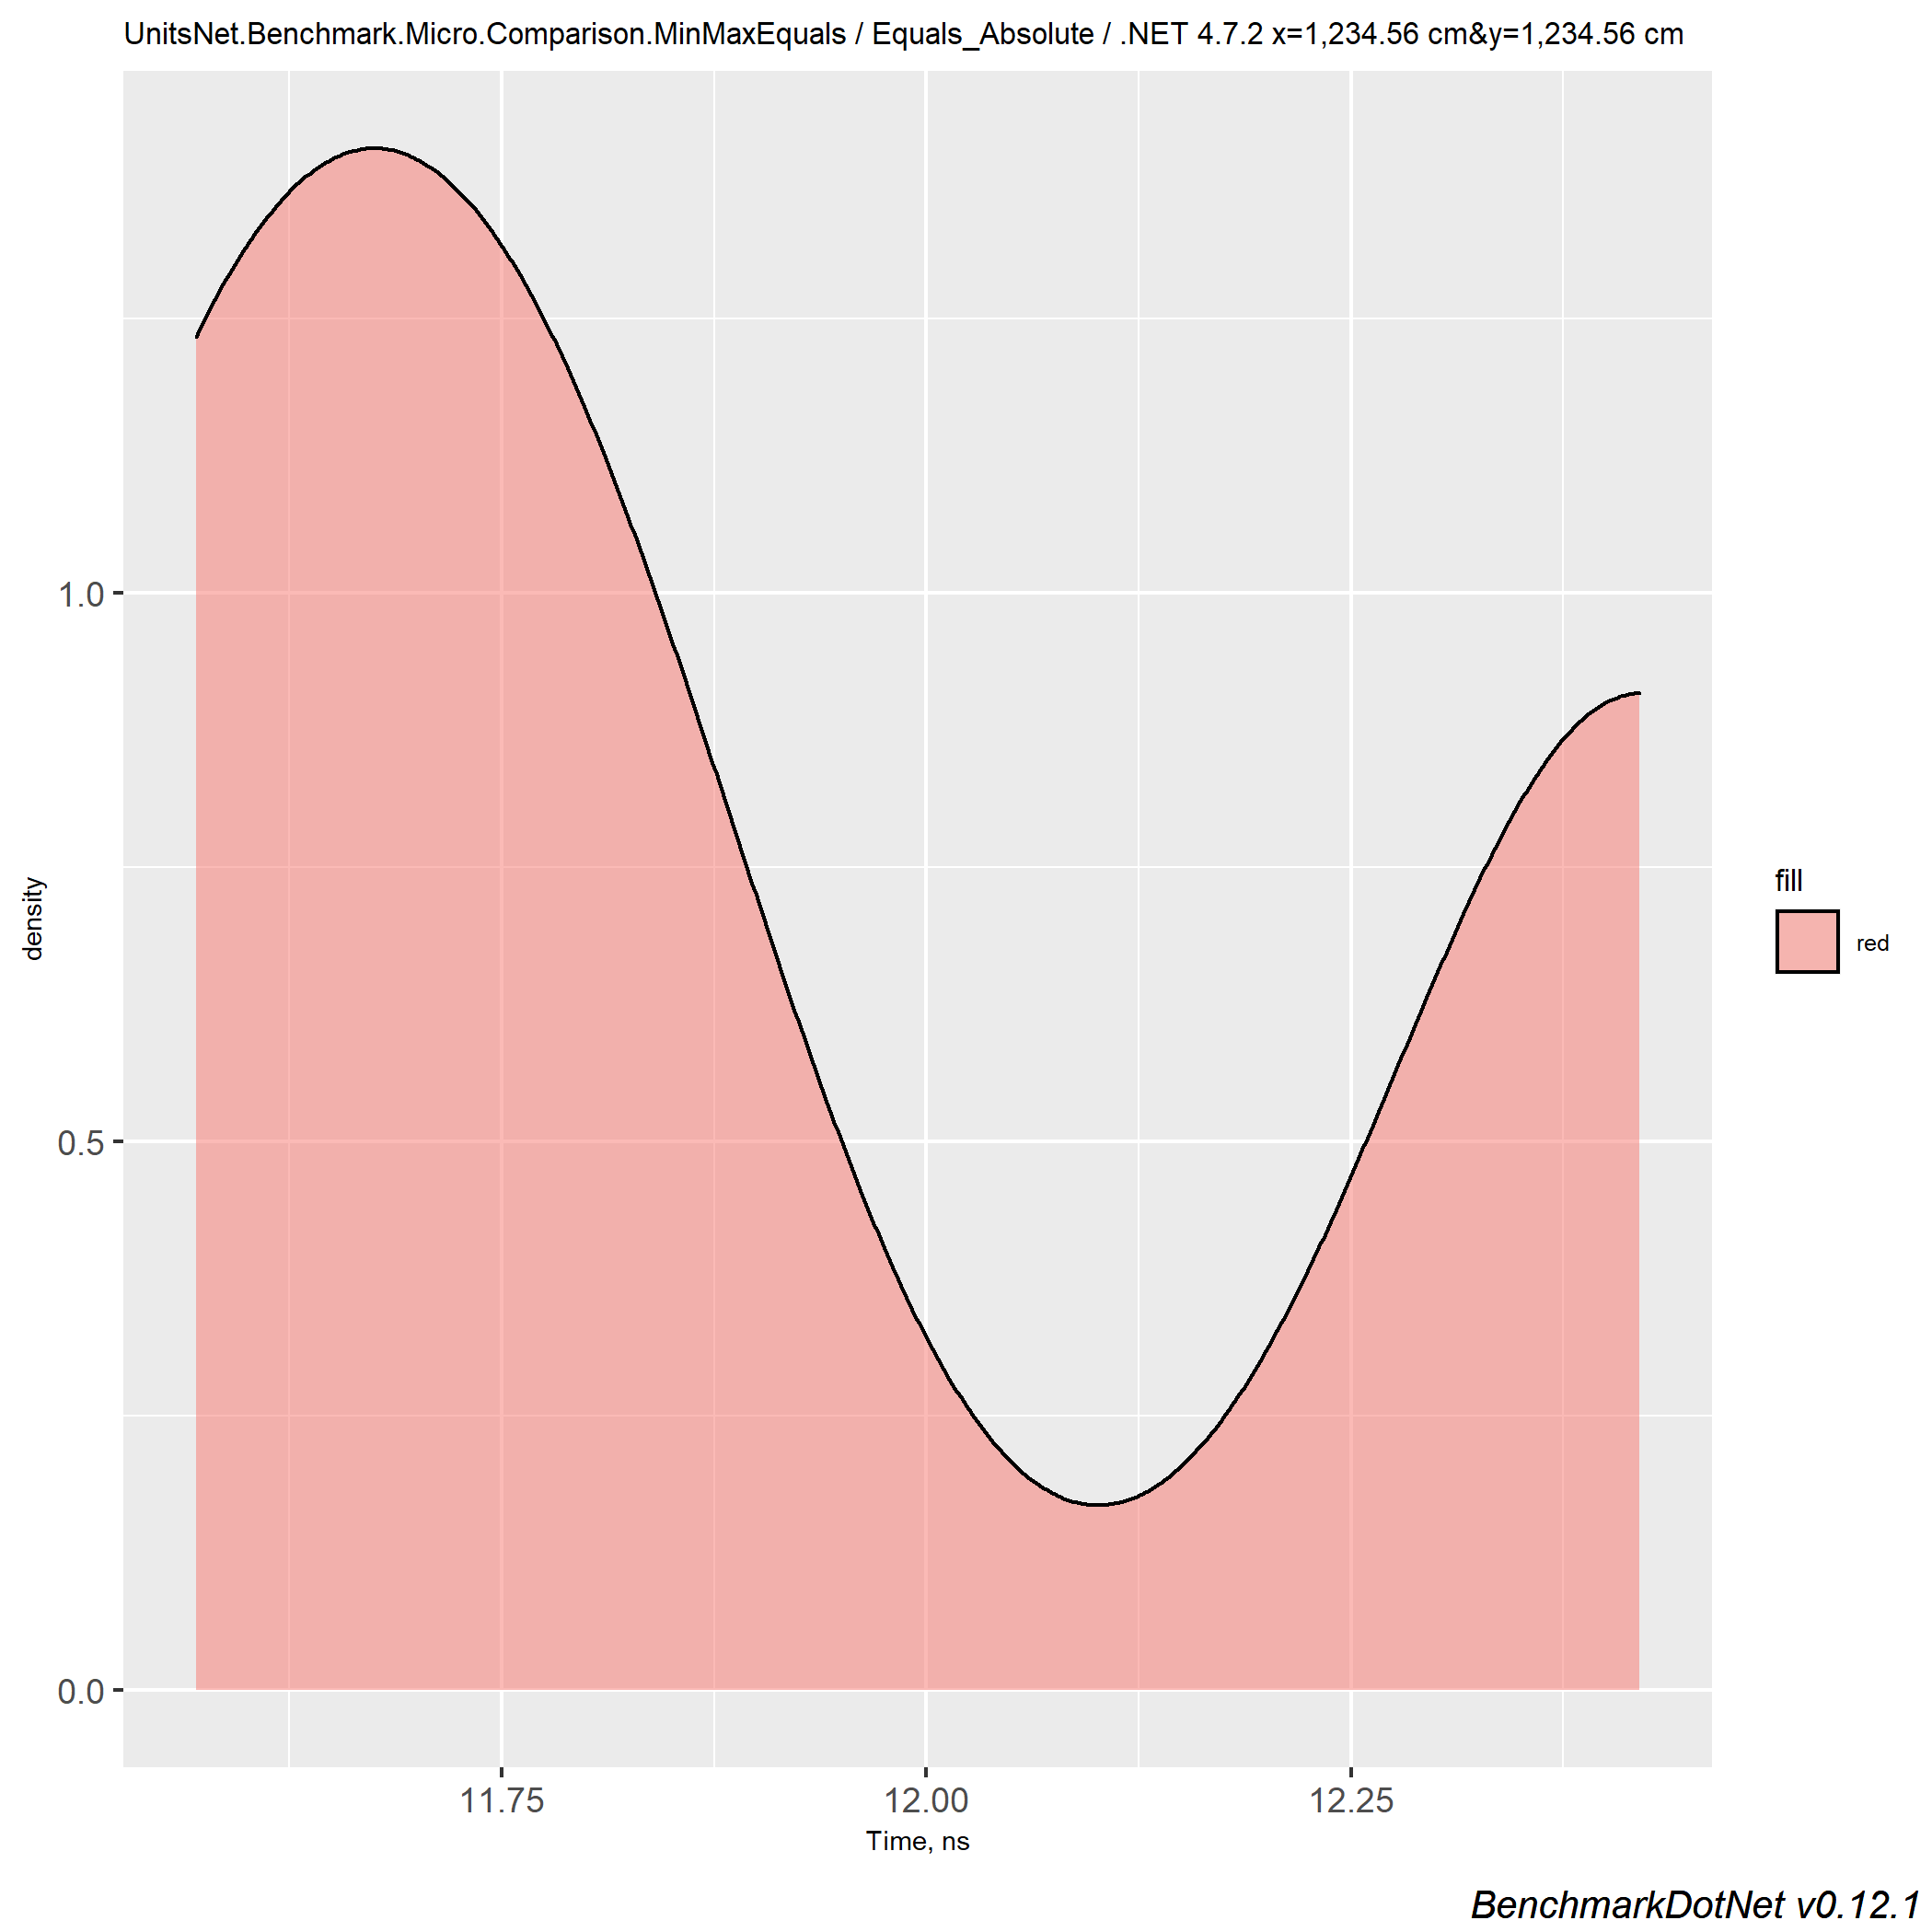 UnitsNet.Benchmark.Micro.Comparison.MinMaxEquals / Equals_Absolute / .NET 4.7.2 x=1,234.56 cm&y=1,234.56 cm
1.0
0.5
0.0
density
11.75
12.00
12.25
Time, ns
fill
red
BenchmarkDotNet v0.12.1